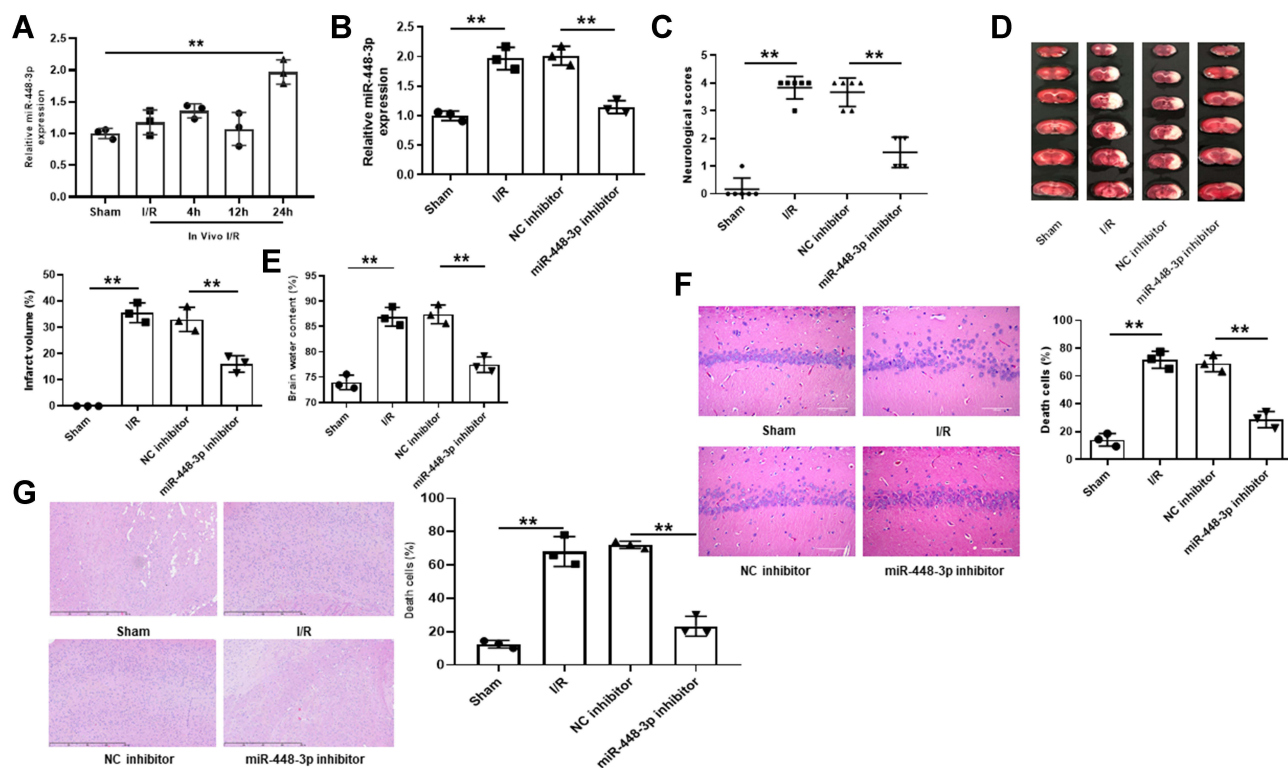 A
Relaitive miR-448-3p
expression
2.5
2.0
1.5
1.0
0.5
0.0
**
Sham
I/R
4h
12h
24h
In Vivo I/R
B
Relaitive miR-448-3p
expression
2.5
2.0
1.5
1.0
0.5
0.0
**
**
Sham
I/R
NC inhibitor
miR-448-3p inhibitor
C
Neurological scores
5
4
3
2
1
0
**
**
Sham
I/R
NC inhibitor
miR-448-3p inhibitor
D
Sham
I/R
NC inhibitor
miR-448-3p inhibitor
Infarct volume (%)
50
40
30
20
10
0
**
**
Sham
I/R
NC inhibitor
miR-448-3p inhibitor
E
Brain water content (%)
95
90
85
80
75
70
**
**
Sham
I/R
NC inhibitor
miR-448-3p inhibitor
F
Sham
I/R
NC inhibitor
miR-448-3p inhibitor
Death cells (%)
100
80
60
40
20
0
**
**
Sham
I/R
NC inhibitor
miR-448-3p inhibitor
G
Sham
I/R
NC inhibitor
miR-448-3p inhibitor
Death cells (%)
100
80
60
40
20
0
**
**
Sham
I/R
NC inhibitor
miR-448-3p inhibitor